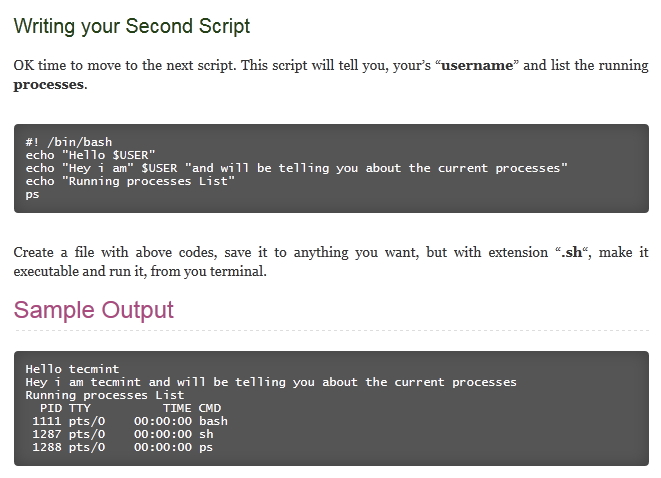 Writing your Second Script
OK time to move to the next script. This script will tell you, your’s “username” and list the running
processes.
#! /bin/bash
echo "Hello $USER"
echo "Hey i am" $USER "and will be telling you about the current processes"
echo "Running processes List"
ps
Create a file with above codes, save it to anything you want, but with extension “.sh“, make it
executable and run it, from you terminal.
Sample Output
Hello tecmint
Hey i am tecmint and will be telling you about the current processes
Running processes List
  PID TTY          TIME CMD
 1111 pts/0    00:00:00 bash
 1287 pts/0    00:00:00 sh
 1288 pts/0    00:00:00 ps